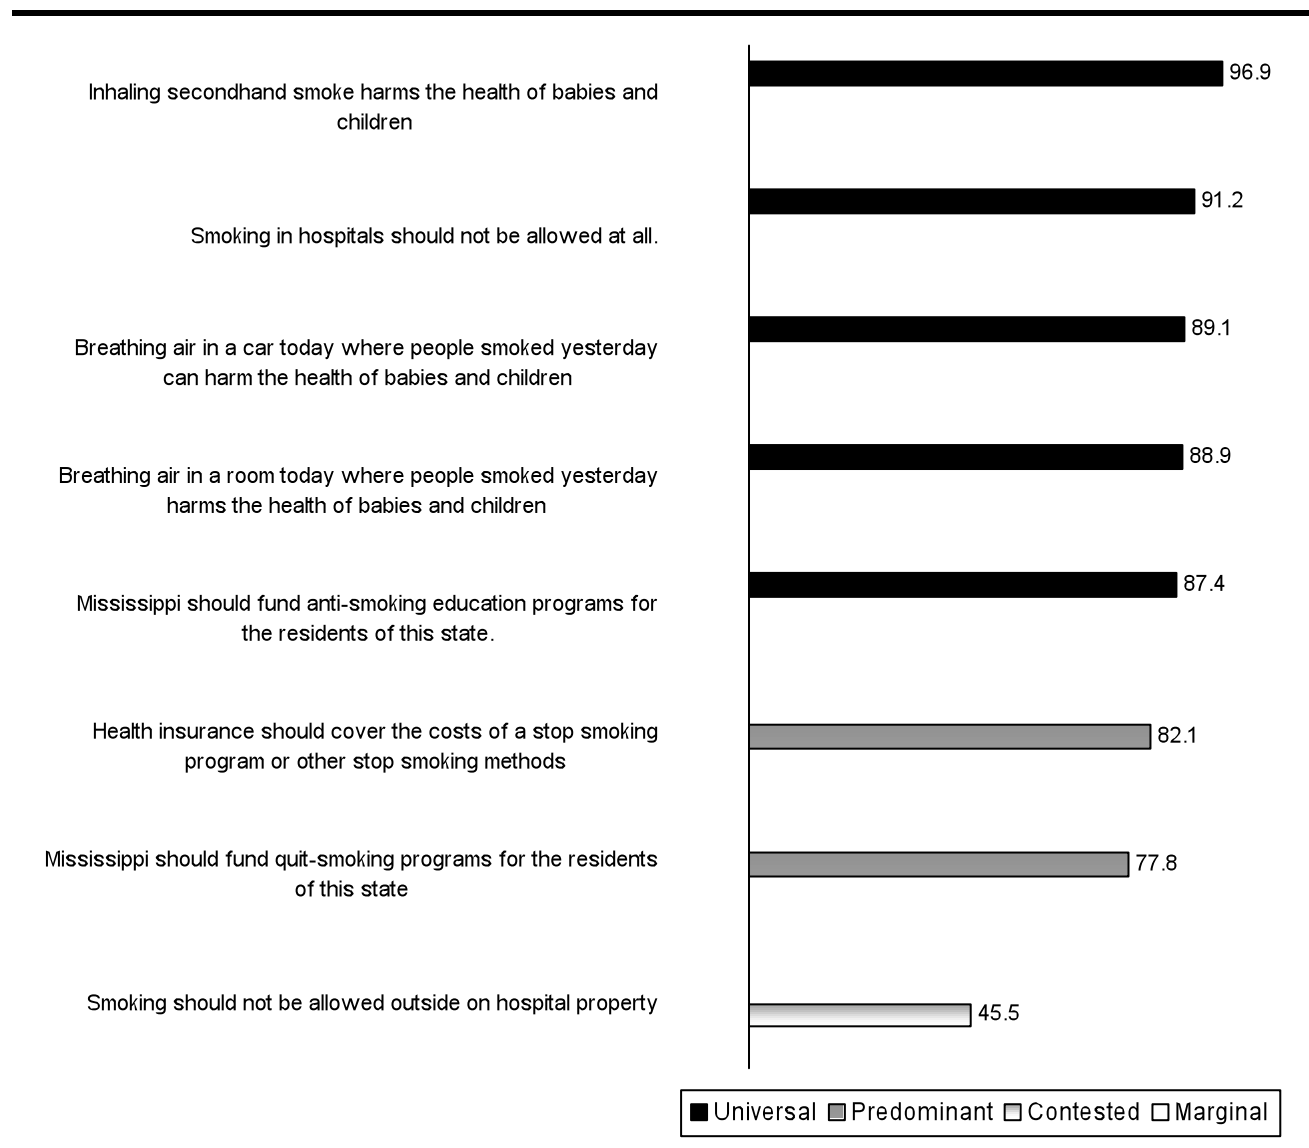 Inhaling secondhand smoke harms the health of babies and
children
96.9
Smoking in hospitals should not be allowed at all.
91.2
Breathing air in a car today where people smoked yesterday
can harm the health of babies and children
89.1
Breathing air in a room today where people smoked yesterday
harms the health of babies and children
88.9
Mississippi should fund anti-smoking education programs for
the residents of this state.
87.4
Health insurance should cover the costs of a stop smoking
program or other stop smoking methods
82.1
Mississippi should fund quit-smoking programs for the residents
of this state
77.8
Smoking should not be allowed outside on hospital property
45.5
Universal Predominant Contested Marginal